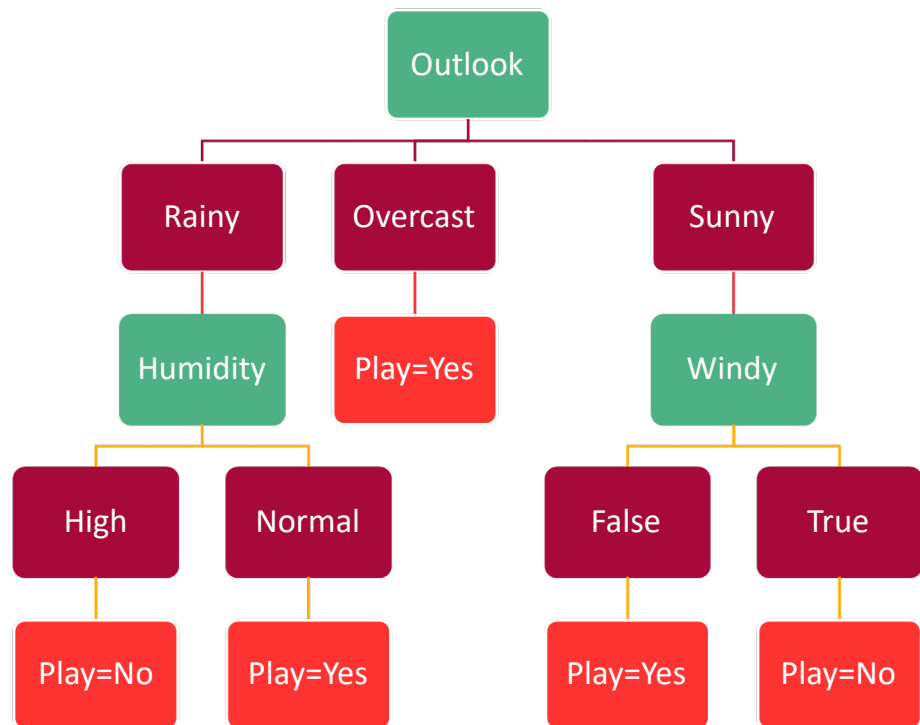 Outlook
Rainy
Overcast
Sunny
Humidity
Play=Yes
Windy
High
Normal
False
True
Play=No
Play=Yes
Play=Yes
Play=No